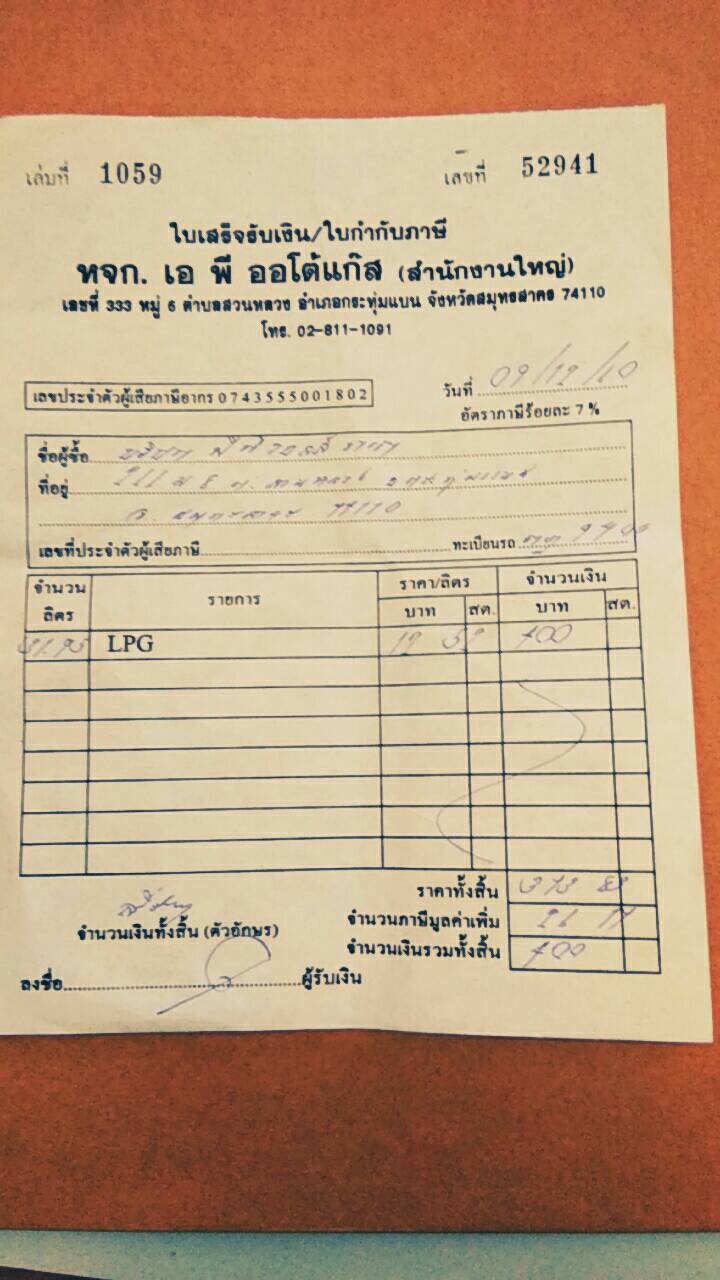 เล่มที่ 1059 เลขที่ 52941
ใบเสร็จรับเงิน/ใบกำกับภาษี
หจก. เอ พี ออโต้แก๊ส (สำนักงานใหญ่)
เลขที่ 333 หมู่ 6 ตำบลสวนหลวง อำเภอกระทุ่มแบน จังหวัดสมุทรสาคร 74110
โทร. 02-811-1091
เลขประจำตัวผู้เสียภาษีอากร 0743555001802 วันที่
อัตราภาษีร้อยละ 7 %
ชื่อผู้ซื้อ
ที่อยู่
จ. สมุทรสาคร 74110
เลขที่ประจำตัวผู้เสียภาษี ทะเบียนรถ
จำนวน ลิตร รายการ ราคา/ลิตร จำนวนเงิน
บาท สต. บาท สต.
31.95 LPG 12 52 400
ราคาทั้งสิ้น 373 83
จำนวนภาษีมูลค่าเพิ่ม 26 17
จำนวนเงินทั้งสิ้น (ตัวอักษร) จำนวนเงินรวมทั้งสิ้น 400
ลงชื่อ ผู้รับเงิน